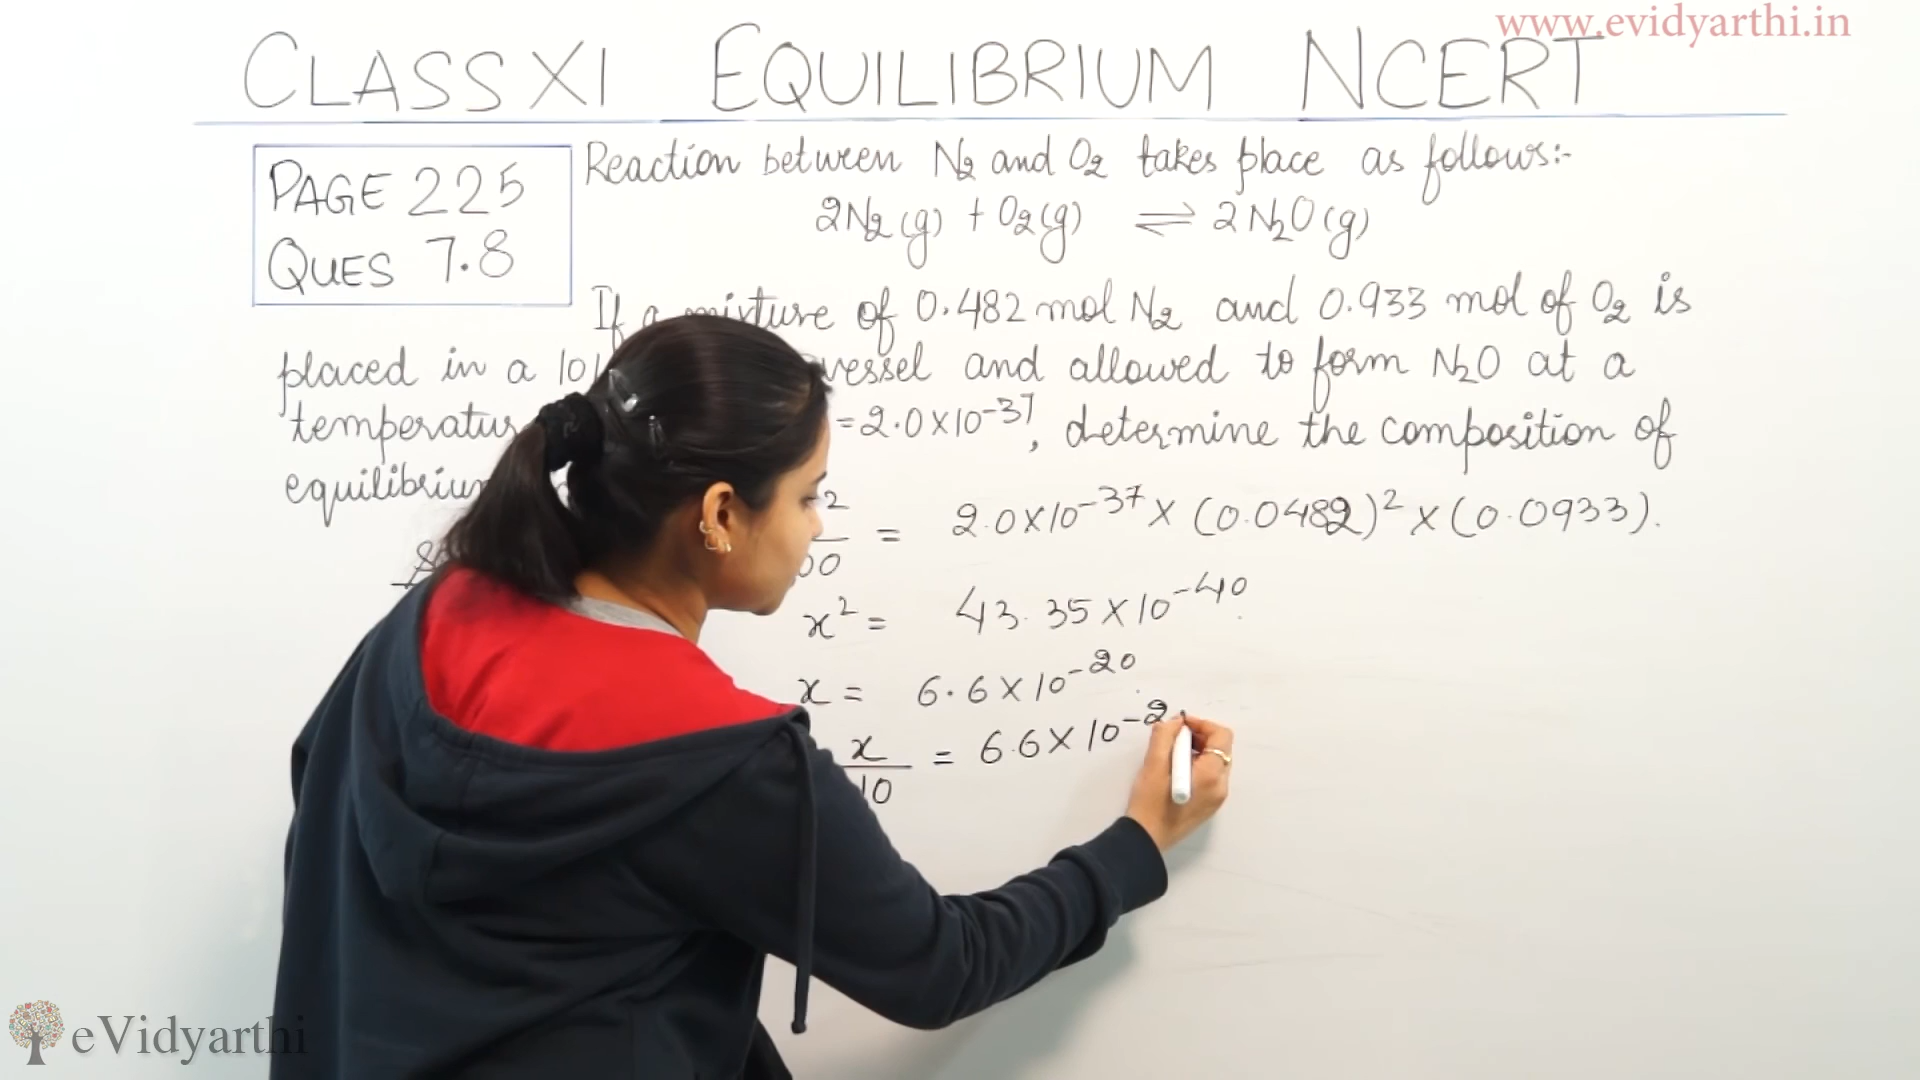 www.evidyarthi.in
CLASS XI EQUILIBRIUM NCERT
PAGE 225
QUES 7.8
Reaction between N₂ and O₂ takes place as follows:-
2N₂(g) + O₂(g) ⇌ 2N₂O(g)
If a mixture of 0.482 mol N₂ and 0.933 mol of O₂ is
placed in a 10 vessel and allowed to form N₂O at a
= 2.0×10⁻³⁷, determine the composition of
= 2.0×10⁻³⁷ × (0.0482)² × (0.0933).
x² = 43.35×10⁻⁴⁰
x = 6.6×10⁻²⁰
x/10 = 6.6×10⁻²
eVidyarthi